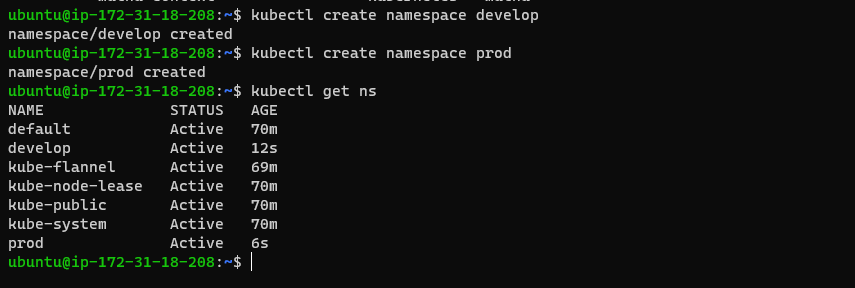 ubuntu@ip-172-31-18-208:~$ kubectl create namespace develop
namespace/develop created
ubuntu@ip-172-31-18-208:~$ kubectl create namespace prod
namespace/prod created
ubuntu@ip-172-31-18-208:~$ kubectl get ns
NAME              STATUS   AGE
default           Active   70m
develop           Active   12s
kube-flannel      Active   69m
kube-node-lease   Active   70m
kube-public       Active   70m
kube-system       Active   70m
prod              Active   6s
ubuntu@ip-172-31-18-208:~$